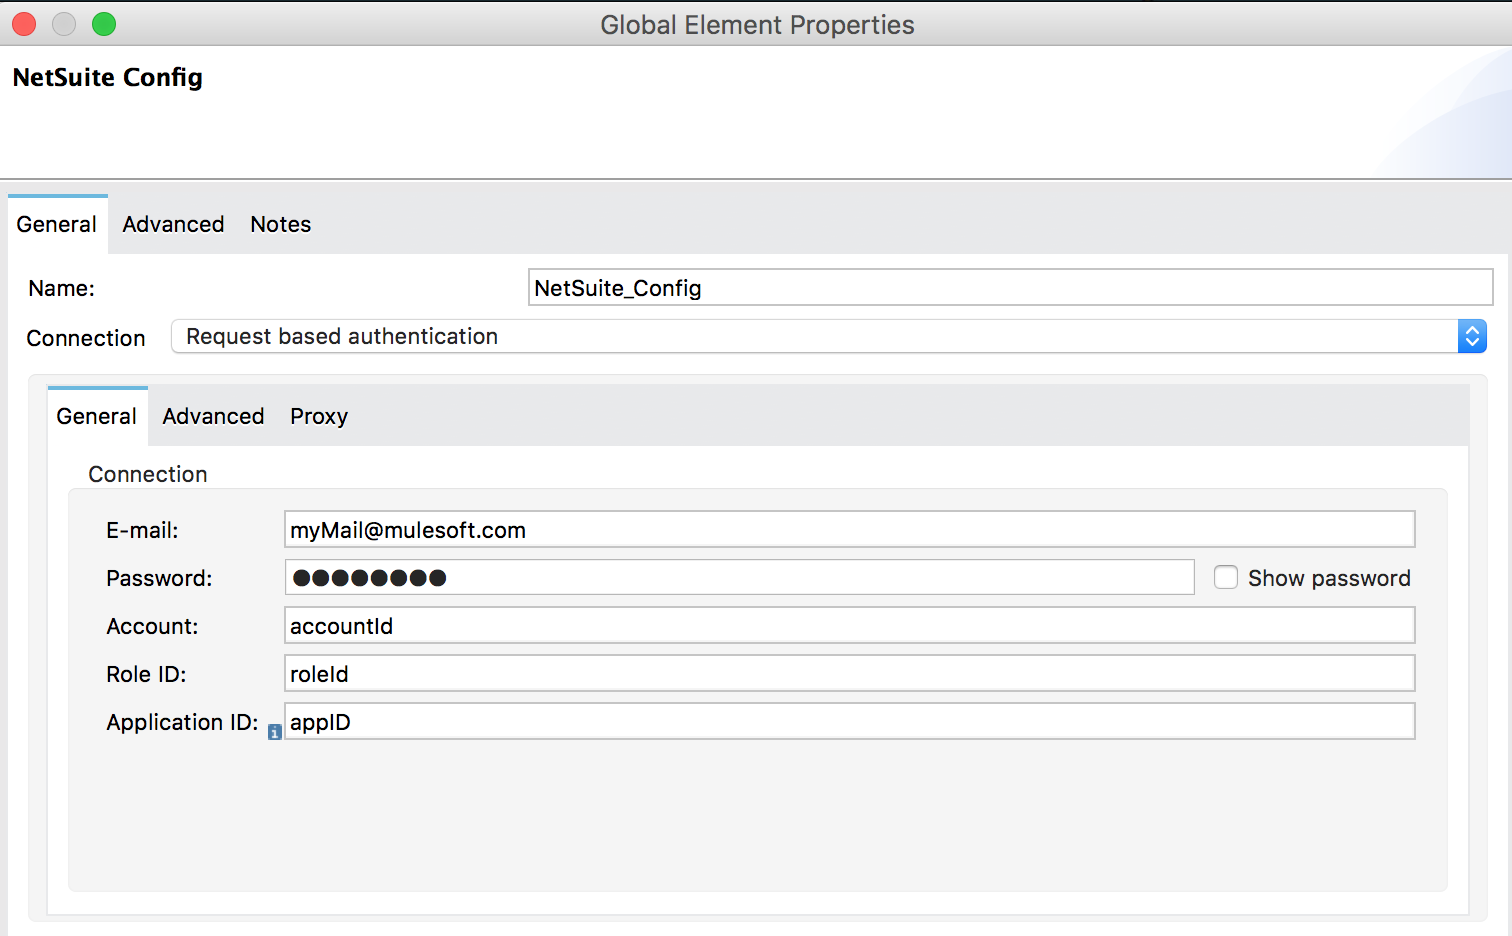 Global Element Properties
NetSuite Config
General Advanced Notes
Name: NetSuite_Config
Connection Request based authentication
General Advanced Proxy
Connection
E-mail: myMail@mulesoft.com
Password: ●●●●●●●● Show password
Account: accountId
Role ID: roleId
Application ID: i appID